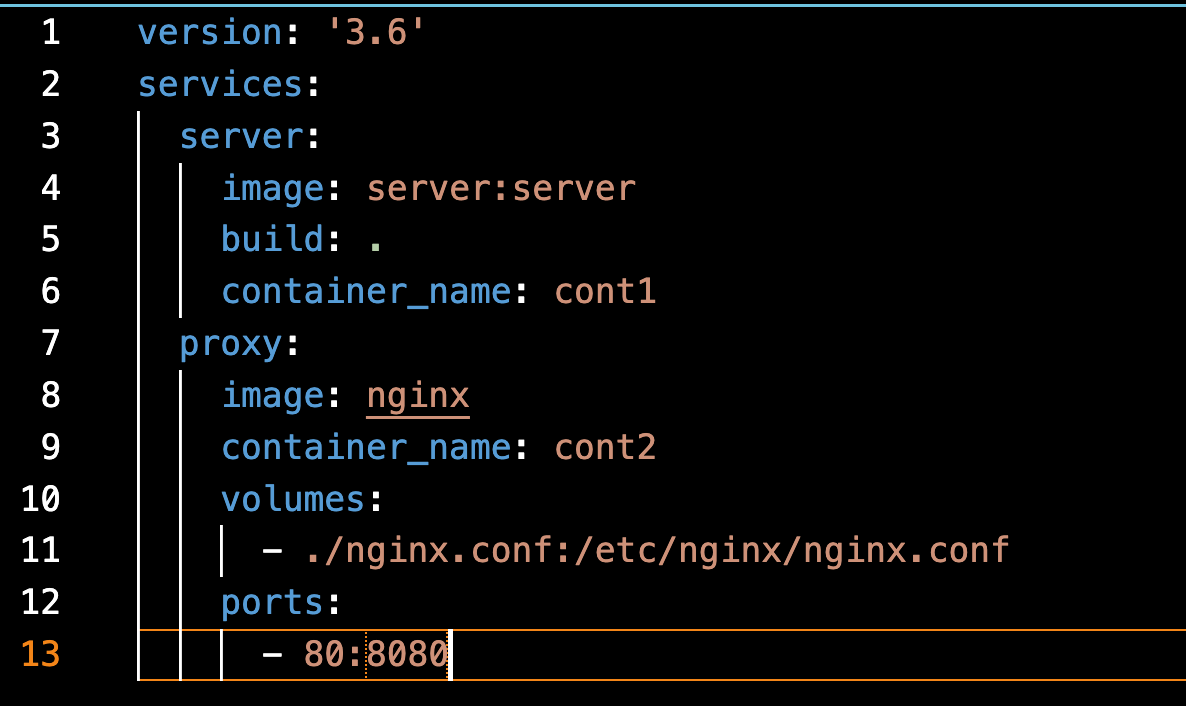 1 version: '3.6'
2 services:
3   server:
4     image: server:server
5     build: .
6     container_name: cont1
7   proxy:
8     image: nginx
9     container_name: cont2
10     volumes:
11       - ./nginx.conf:/etc/nginx/nginx.conf
12     ports:
13       - 80:8080